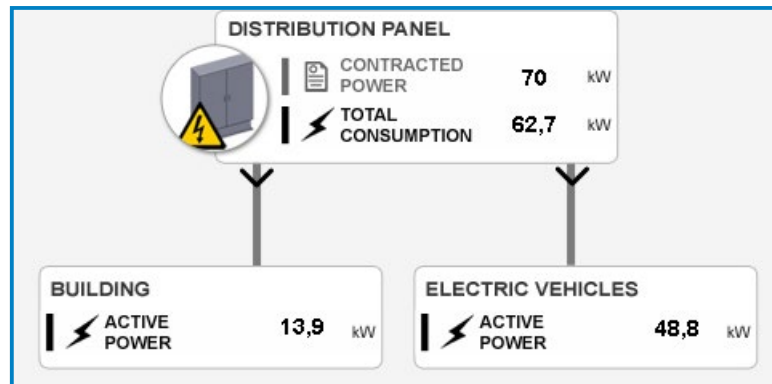 DISTRIBUTION PANEL
CONTRACTED
POWER 70 kW
TOTAL
CONSUMPTION 62,7 kW
BUILDING
ACTIVE
POWER 13,9 kW
ELECTRIC VEHICLES
ACTIVE
POWER 48,8 kW